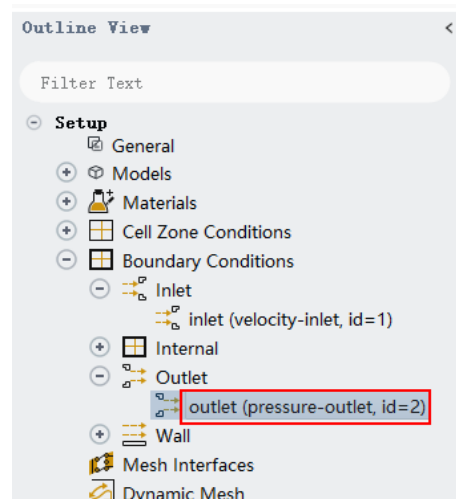 Outline View <
Filter Text
Setup
General
Models
Materials
Cell Zone Conditions
Boundary Conditions
Inlet
inlet (velocity-inlet, id=1)
Internal
Outlet
outlet (pressure-outlet, id=2)
Wall
Mesh Interfaces
Dynamic Mesh